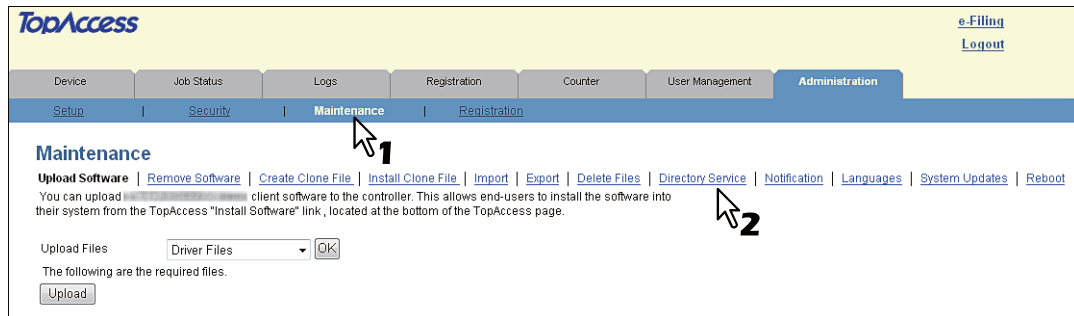 TopAccess
e-Filing
Logout
Device Job Status Logs Registration Counter User Management Administration
Setup | Security | Maintenance | Registration
1
Maintenance
Upload Software | Remove Software | Create Clone File | Install Clone File | Import | Export | Delete Files | Directory Service | Notification | Languages | System Updates | Reboot
2
You can upload client software to the controller. This allows end-users to install the software into
their system from the TopAccess "Install Software" link , located at the bottom of the TopAccess page.
Upload Files Driver Files OK
The following are the required files.
Upload